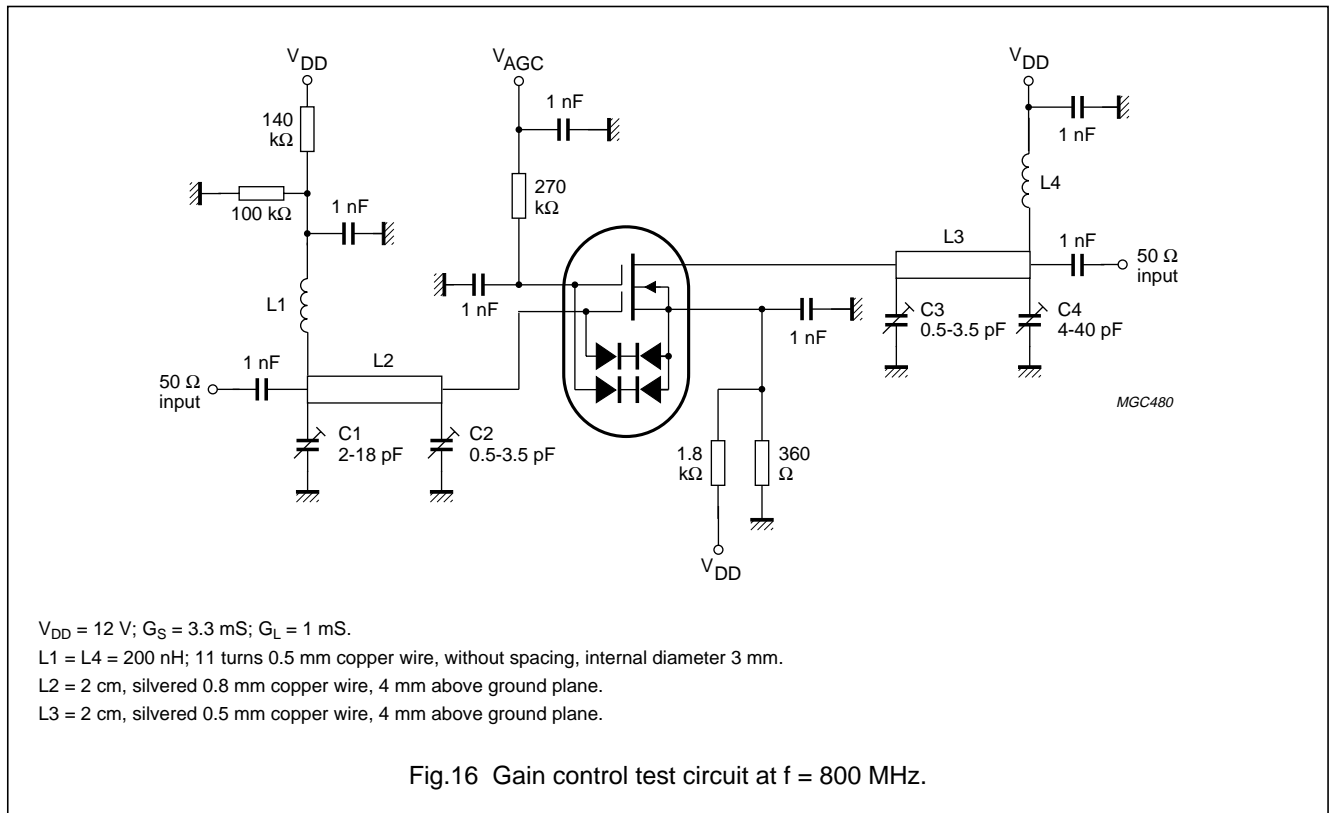 V_DD
V_AGC
V_DD
140 kΩ
1 nF
1 nF
100 kΩ
1 nF
270 kΩ
L4
L1
1 nF
L3
1 nF
50 Ω input
1 nF
C3
0.5-3.5 pF
C4
4-40 pF
1 nF
L2
50 Ω input
C1
2-18 pF
C2
0.5-3.5 pF
1.8 kΩ
360 Ω
V_DD
MGC480
V_DD = 12 V; G_S = 3.3 mS; G_L = 1 mS.
L1 = L4 = 200 nH; 11 turns 0.5 mm copper wire, without spacing, internal diameter 3 mm.
L2 = 2 cm, silvered 0.8 mm copper wire, 4 mm above ground plane.
L3 = 2 cm, silvered 0.5 mm copper wire, 4 mm above ground plane.
Fig.16 Gain control test circuit at f = 800 MHz.